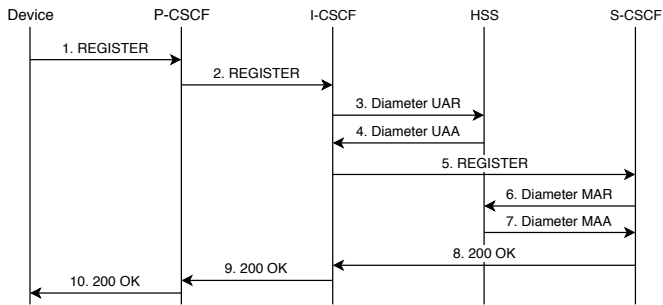 Device P-CSCF I-CSCF HSS S-CSCF
1. REGISTER
2. REGISTER
3. Diameter UAR
4. Diameter UAA
5. REGISTER
6. Diameter MAR
7. Diameter MAA
8. 200 OK
9. 200 OK
10. 200 OK